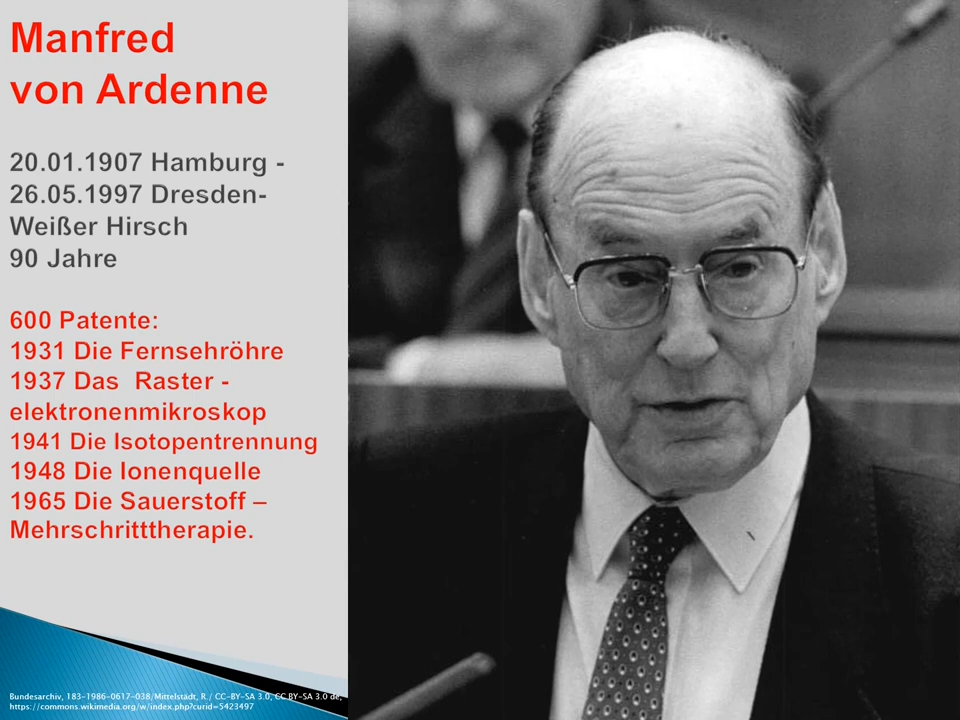 Manfred
von Ardenne
20.01.1907 Hamburg -
26.05.1997 Dresden-
Weißer Hirsch
90 Jahre
600 Patente:
1931 Die Fernsehröhre
1937 Das Raster -
elektronenmikroskop
1941 Die Isotopentrennung
1948 Die Ionenquelle
1965 Die Sauerstoff –
Mehrschritttherapie.
Bundesarchiv, 183-1986-0617-038/Mittelstädt, R./ CC-BY-SA 3.0, CC BY-SA 3.0 de,
https://commons.wikimedia.org/w/index.php?curid=5423497